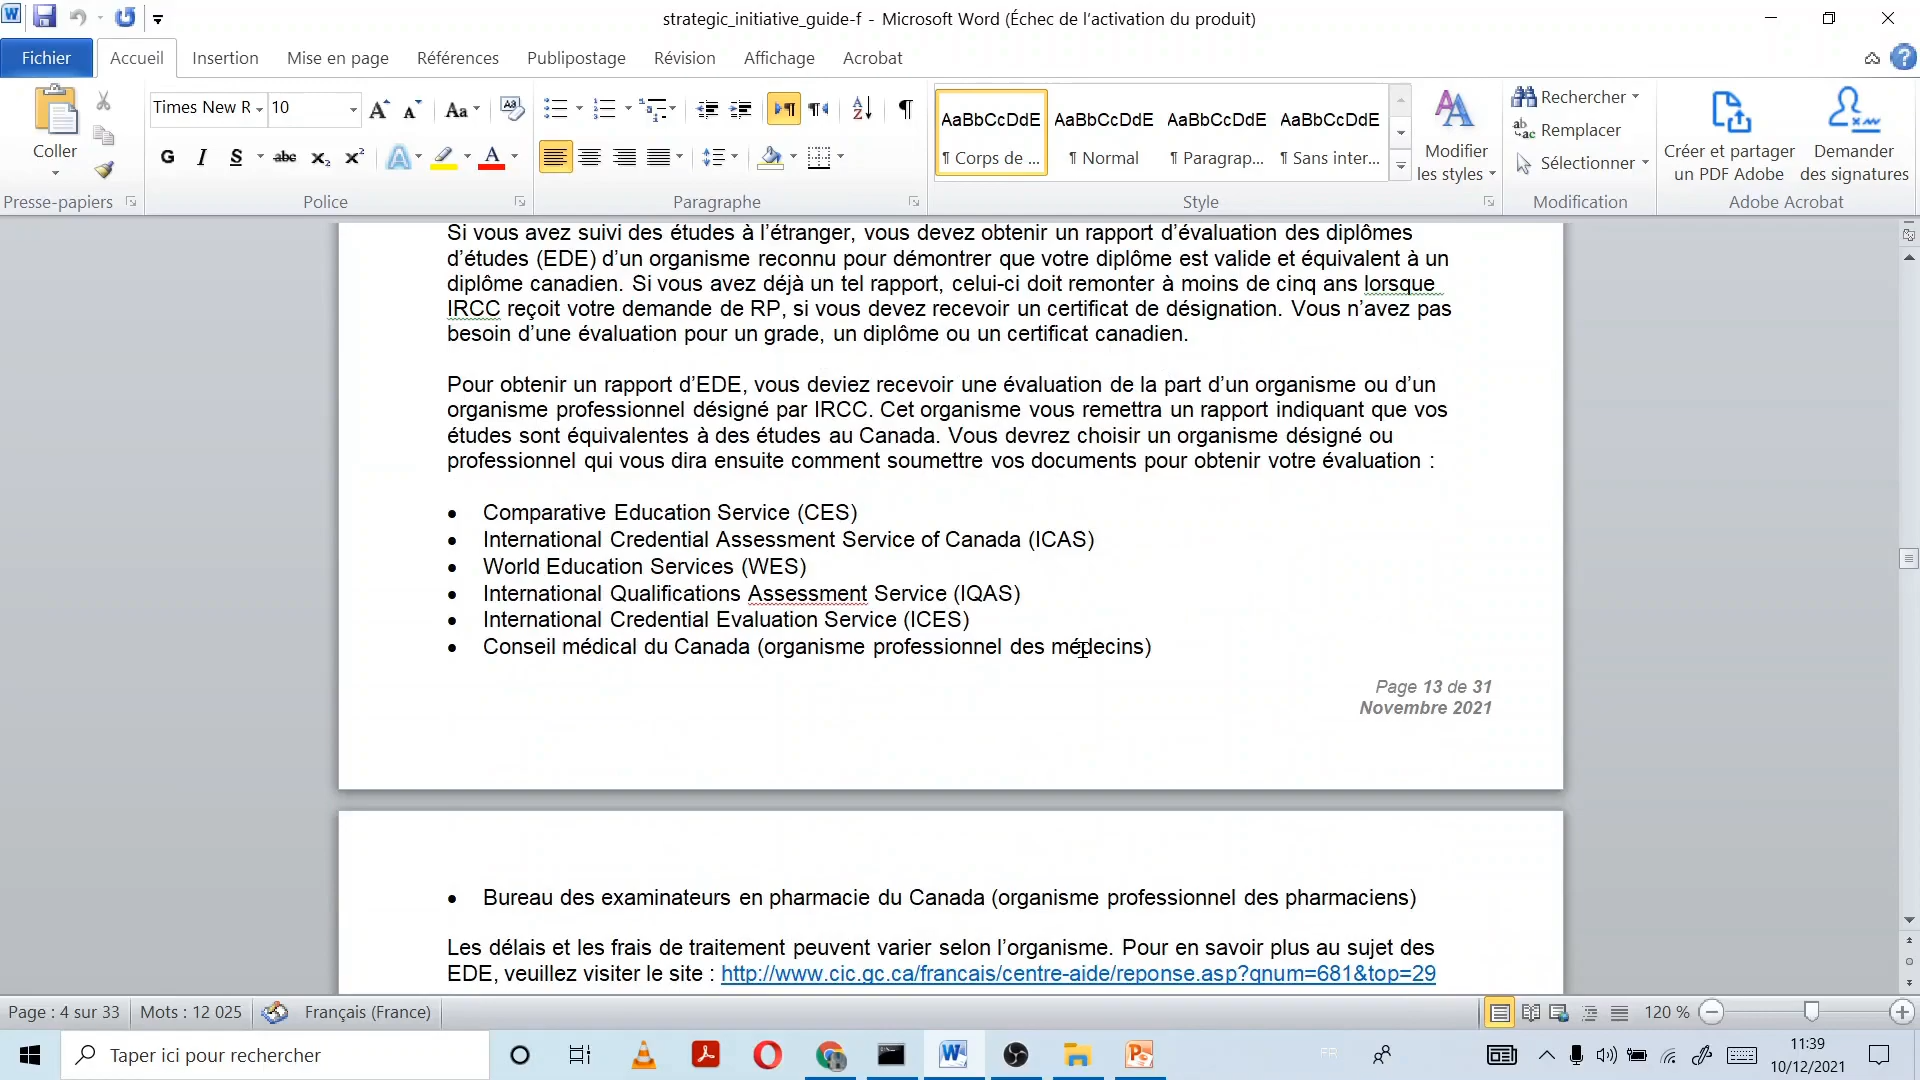 strategic_initiative_guide-f - Microsoft Word (Échec de l'activation du produit)
Fichier Accueil Insertion Mise en page Références Publipostage Révision Affichage Acrobat
Times New R 10
Coller
G I S abc x₂ x²
Presse-papiers Police Paragraphe
AaBbCcDdE AaBbCcDdE AaBbCcDdE AaBbCcDdE
¶ Corps de ... ¶ Normal ¶ Paragrap... ¶ Sans inter...
Modifier
les styles
Style
Rechercher
Remplacer
Sélectionner
Modification
Créer et partager
un PDF Adobe
Demander
des signatures
Adobe Acrobat
Si vous avez suivi des études à l'étranger, vous devez obtenir un rapport d'évaluation des diplômes
d'études (EDE) d'un organisme reconnu pour démontrer que votre diplôme est valide et équivalent à un
diplôme canadien. Si vous avez déjà un tel rapport, celui-ci doit remonter à moins de cinq ans lorsque
IRCC reçoit votre demande de RP, si vous devez recevoir un certificat de désignation. Vous n'avez pas
besoin d'une évaluation pour un grade, un diplôme ou un certificat canadien.
Pour obtenir un rapport d'EDE, vous deviez recevoir une évaluation de la part d'un organisme ou d'un
organisme professionnel désigné par IRCC. Cet organisme vous remettra un rapport indiquant que vos
études sont équivalentes à des études au Canada. Vous devrez choisir un organisme désigné ou
professionnel qui vous dira ensuite comment soumettre vos documents pour obtenir votre évaluation :
• Comparative Education Service (CES)
• International Credential Assessment Service of Canada (ICAS)
• World Education Services (WES)
• International Qualifications Assessment Service (IQAS)
• International Credential Evaluation Service (ICES)
• Conseil médical du Canada (organisme professionnel des médecins)
Page 13 de 31
Novembre 2021
• Bureau des examinateurs en pharmacie du Canada (organisme professionnel des pharmaciens)
Les délais et les frais de traitement peuvent varier selon l'organisme. Pour en savoir plus au sujet des
EDE, veuillez visiter le site : http://www.cic.gc.ca/francais/centre-aide/reponse.asp?qnum=681&top=29
Page : 4 sur 33 Mots : 12 025 Français (France) 120 %
Taper ici pour rechercher
FR
11:39
10/12/2021